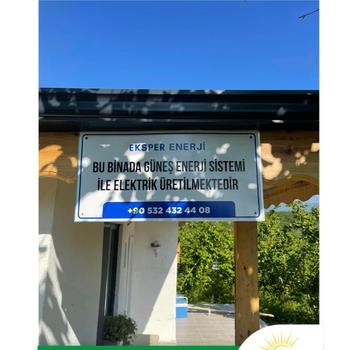 EKSPER ENERJİ
BU BİNADA GÜNEŞ ENERJİ SİSTEMİ
İLE ELEKTRİK ÜRETİLMEKTEDİR
+90 532 432 44 08